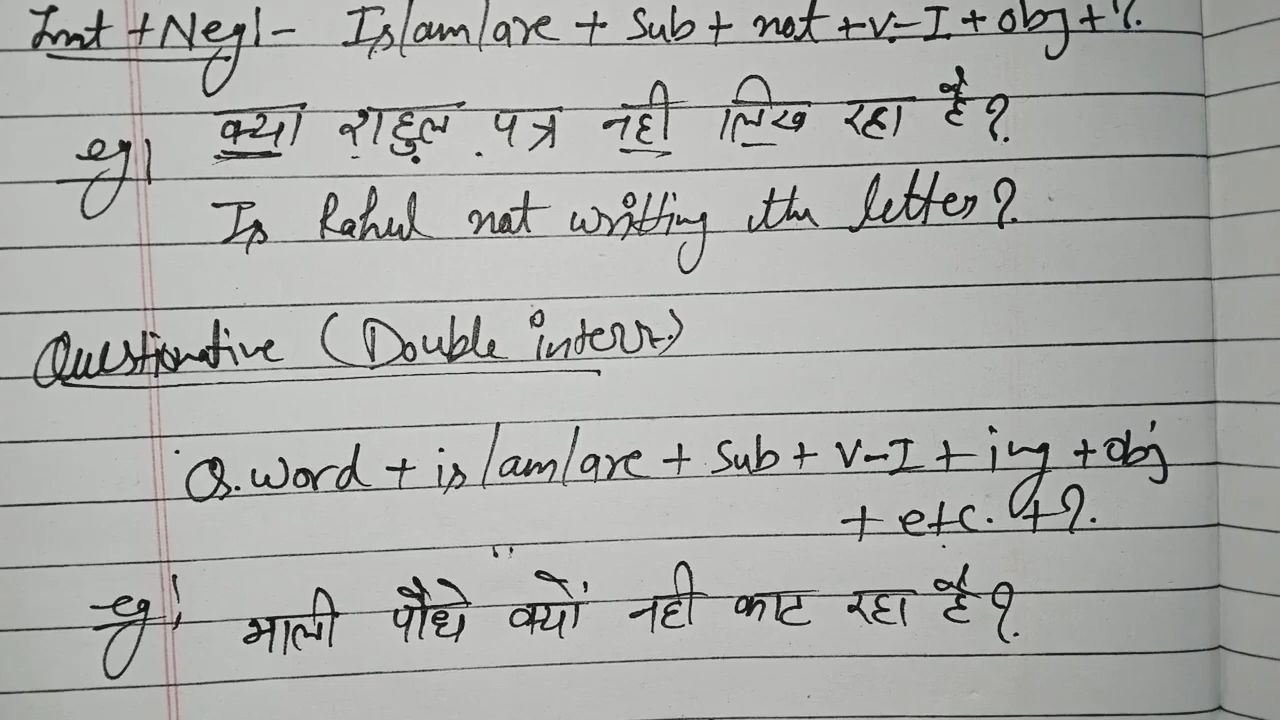 Int + Neg|- Is/am/are + Sub + not + v-I + obj + ?.
eg| क्या राहुल पत्र नही लिख रहा है?
Is Rahul not writting the letter?
Questionative (Double interr.)
Q.word + is/am/are + Sub + v-I + ing + obj
+ etc. + ?.
eg! माली पौधे क्यों नही काट रहा है?